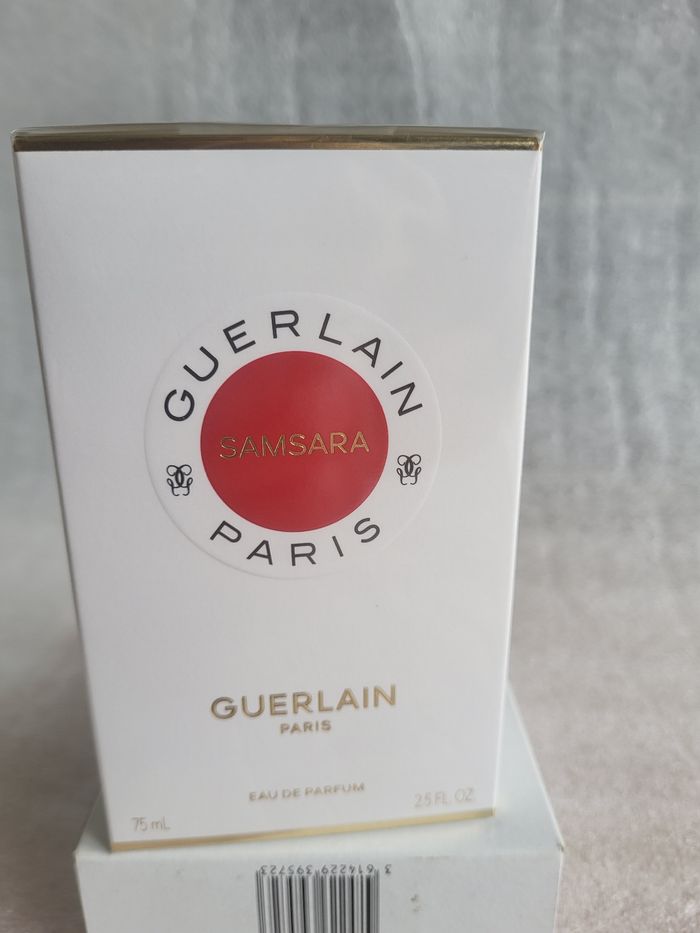 GUERLAIN
SAMSARA
PARIS
GUERLAIN
PARIS
EAU DE PARFUM
75 mL
2.5 FL. OZ.
3 614229 395723